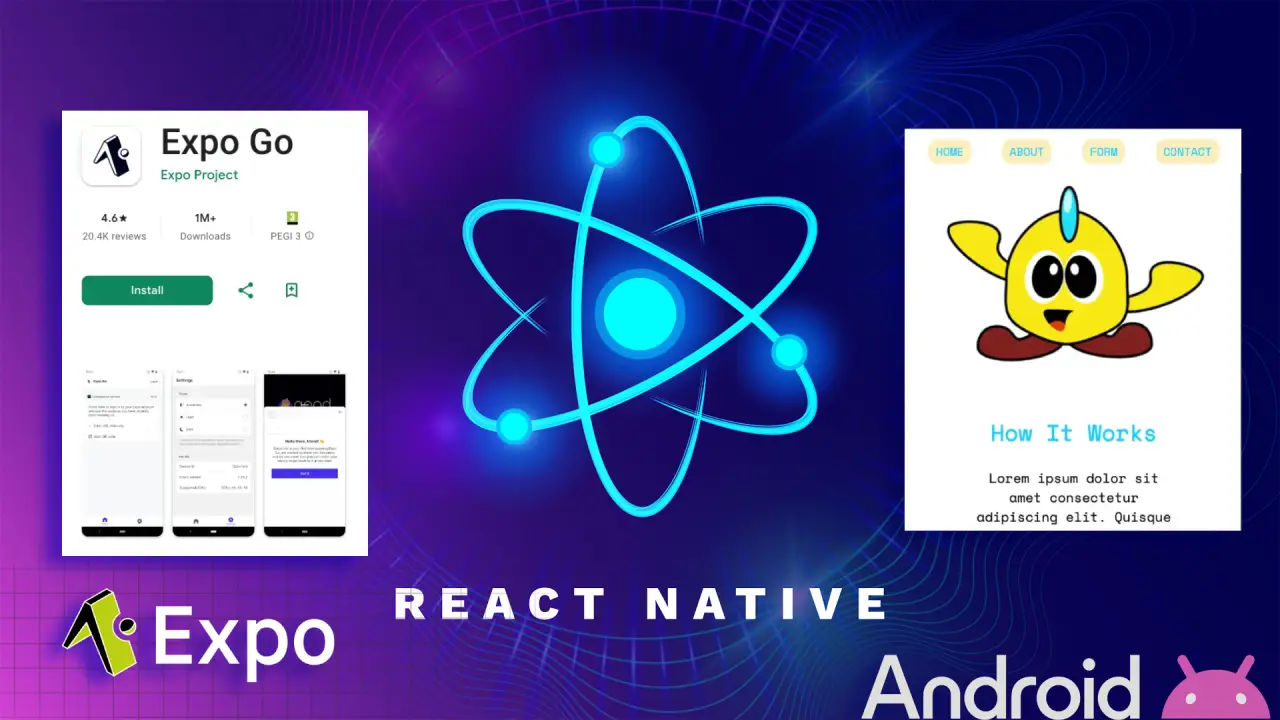 Expo Go
Expo Project
4.6★
1M+
20.4K reviews
Downloads
PEGI 3
Install
Settings
HOME
ABOUT
FORM
CONTACT
How It Works
Lorem ipsum dolor sit
amet consectetur
adipiscing elit. Quisque
REACT NATIVE
Expo
Android